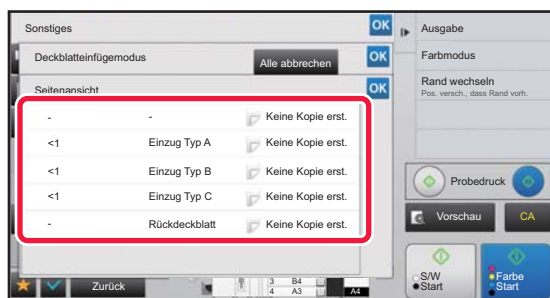 Sonstiges
OK
Deckblatteinfügemodus
Alle abbrechen
OK
Seitenansicht
OK
- - Keine Kopie erst.
<1 Einzug Typ A Keine Kopie erst.
<1 Einzug Typ B Keine Kopie erst.
<1 Einzug Typ C Keine Kopie erst.
- Rückdeckblatt Keine Kopie erst.
Zurück
3 B4
4 A3
A4
Ausgabe
Farbmodus
Rand wechseln
Pos. versch., dass Rand vorh.
Probedruck
Vorschau
CA
S/W
Start
Farbe
Start